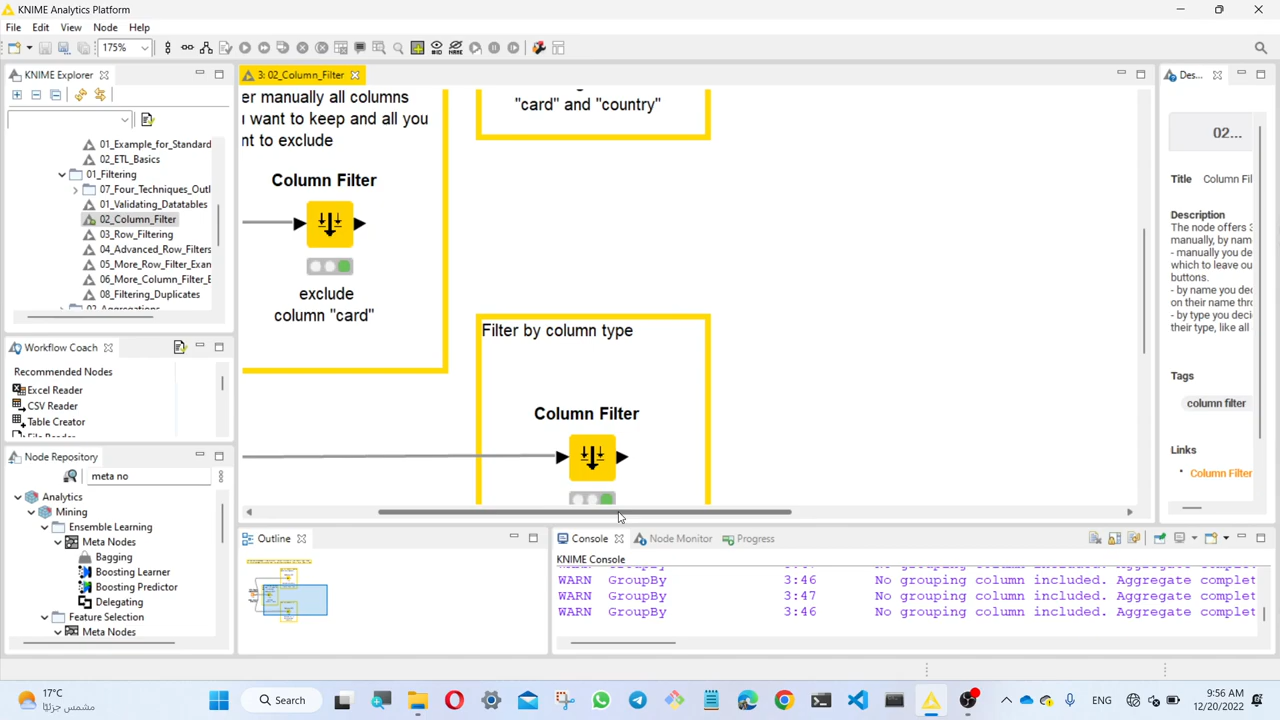 KNIME Analytics Platform
File Edit View Node Help
175%
KNIME Explorer
01_Example_for_Standard
02_ETL_Basics
01_Filtering
07_Four_Techniques_Outl
01_Validating_Datatables
02_Column_Filter
03_Row_Filtering
04_Advanced_Row_Filters
05_More_Row_Filter_Exan
06_More_Column_Filter_E
08_Filtering_Duplicates
Workflow Coach
Recommended Nodes
Excel Reader
CSV Reader
Table Creator
Node Repository
meta no
Analytics
Mining
Ensemble Learning
Meta Nodes
Bagging
Boosting Learner
Boosting Predictor
Delegating
Feature Selection
Meta Nodes
3: 02_Column_Filter
er manually all columns
want to keep and all you
nt to exclude
Column Filter
exclude
column "card"
"card" and "country"
Filter by column type
Column Filter
Outline
Console Node Monitor Progress
KNIME Console
WARN GroupBy 3:46 No grouping column included. Aggregate complet
WARN GroupBy 3:47 No grouping column included. Aggregate complet
WARN GroupBy 3:46 No grouping column included. Aggregate complet
Des...
02...
Title Column Fil
Description
The node offers 3
manually, by name
- manually you de
which to leave ou
buttons.
- by name you dec
on their name thro
- by type you decid
their type, like all
Tags
column filter
Links
Column Filter
17°C
مشمس جزئيًا
Search
ENG
9:56 AM
12/20/2022